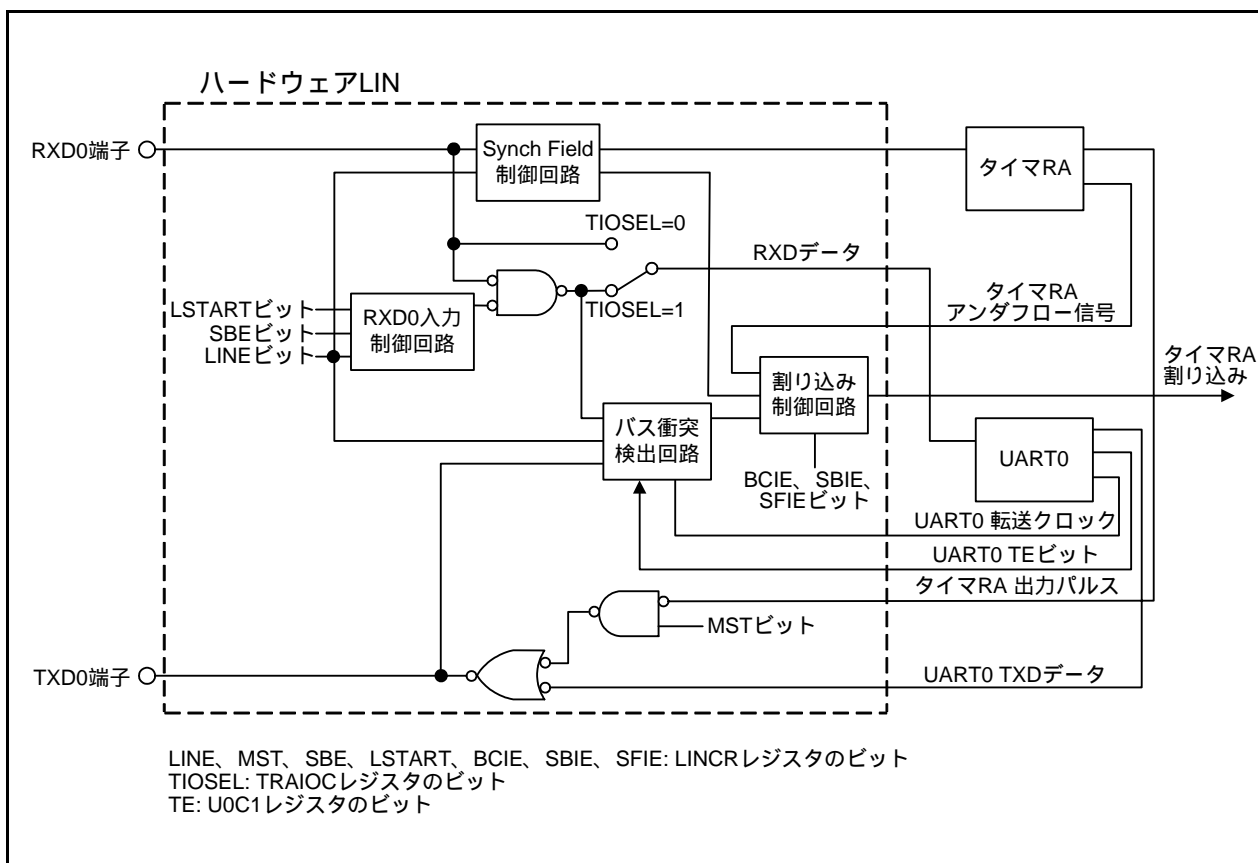 ハードウェアLIN
RXD0端子
Synch Field
制御回路
タイマRA
TIOSEL=0
RXDデータ
TIOSEL=1
LSTARTビット
SBEビット
LINEビット
RXD0入力
制御回路
タイマRA
アンダフロー信号
タイマRA
割り込み
割り込み
制御回路
バス衝突
検出回路
UART0
BCIE、SBIE、
SFIEビット
UART0 転送クロック
UART0 TEビット
タイマRA 出力パルス
MSTビット
TXD0端子
UART0 TXDデータ
LINE、MST、SBE、LSTART、BCIE、SBIE、SFIE: LINCRレジスタのビット
TIOSEL: TRAIOCレジスタのビット
TE: U0C1レジスタのビット